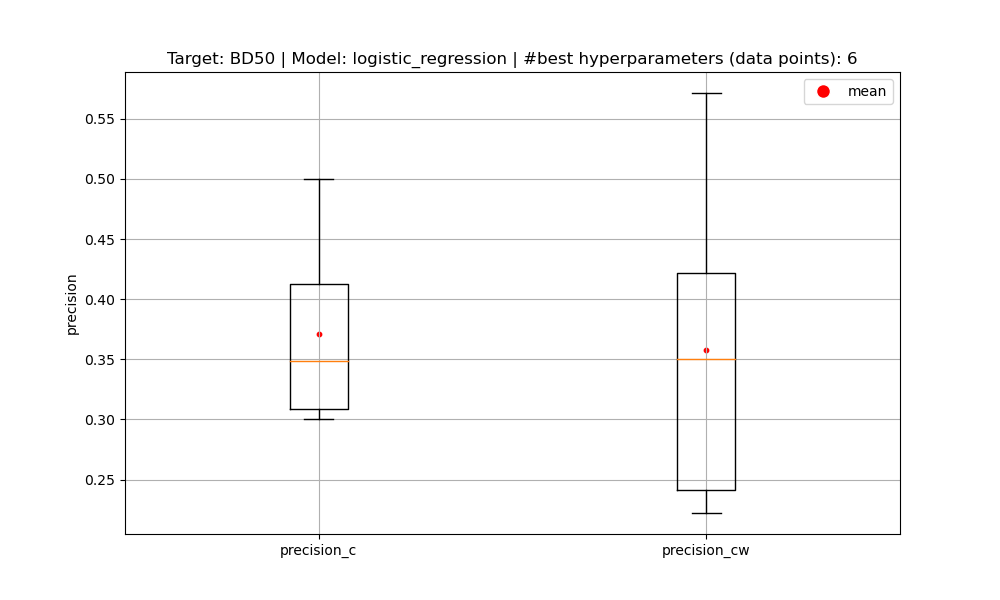 Target: BD50 | Model: logistic_regression | #best hyperparameters (data points): 6
mean
0.55
0.50
0.45
0.40
0.35
0.30
0.25
precision
precision_c
precision_cw